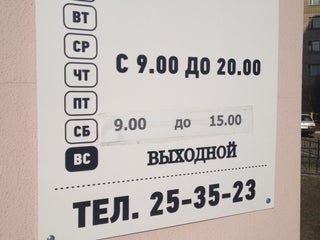 ВТ
СР
ЧТ С 9.00 ДО 20.00
ПТ
СБ 9.00 до 15.00
ВС ВЫХОДНОЙ
ТЕЛ. 25-35-23